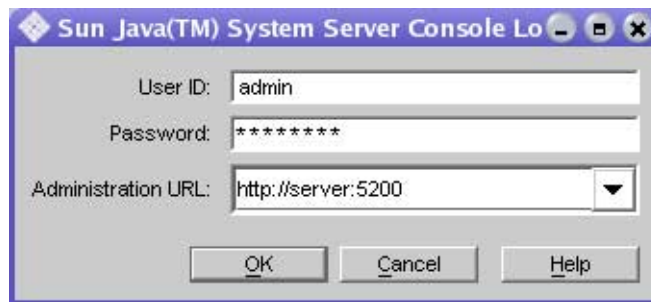 Sun Java(TM) System Server Console Lo
User ID: admin
Password: ********
Administration URL: http://server:5200
OK Cancel Help